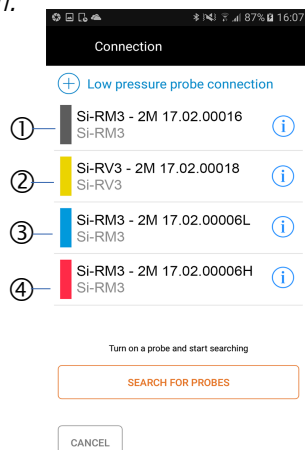 n.
87% 16:07
Connection
Low pressure probe connection
① Si-RM3 - 2M 17.02.00016
Si-RM3
② Si-RV3 - 2M 17.02.00018
Si-RV3
③ Si-RM3 - 2M 17.02.00006L
Si-RM3
④ Si-RM3 - 2M 17.02.00006H
Si-RM3
Turn on a probe and start searching
SEARCH FOR PROBES
CANCEL